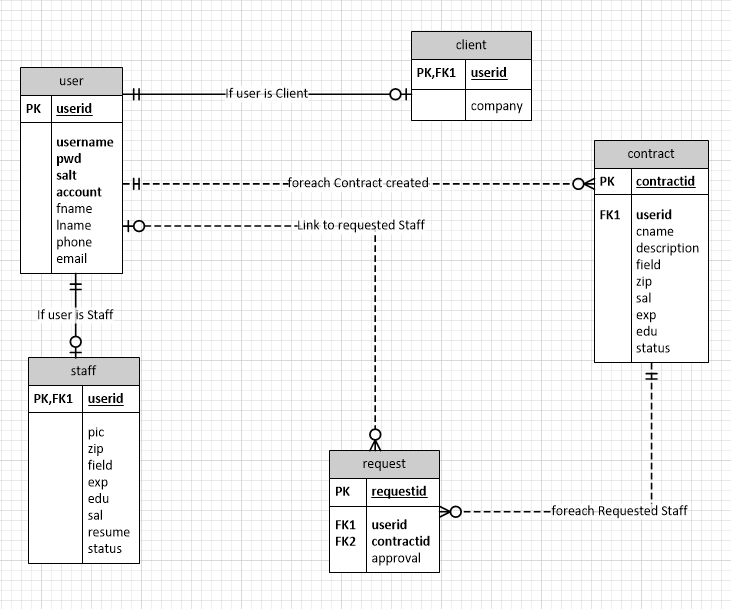 client
PK,FK1 userid
company
user
PK userid
username
pwd
salt
account
fname
lname
phone
email
If user is Client
contract
PK contractid
FK1 userid
cname
description
field
zip
sal
exp
edu
status
foreach Contract created
Link to requested Staff
If user is Staff
staff
PK,FK1 userid
pic
zip
field
exp
edu
sal
resume
status
request
PK requestid
FK1 userid
FK2 contractid
approval
foreach Requested Staff